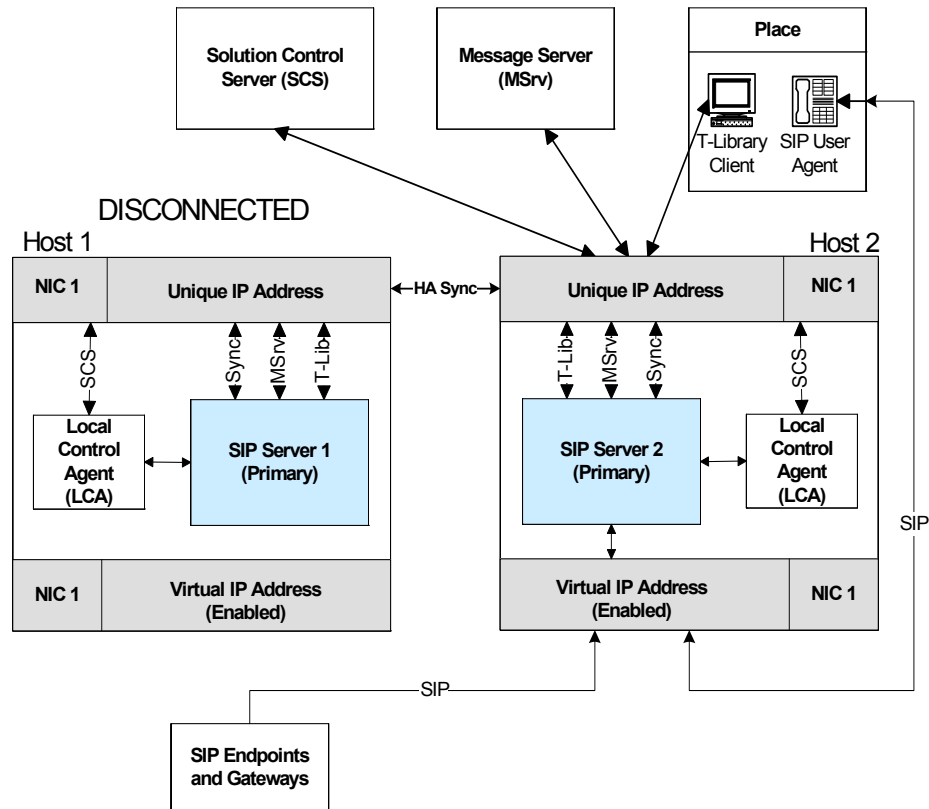 Solution Control
Server (SCS)
Message Server
(MSrv)
Place
T-Library
Client
SIP User
Agent
DISCONNECTED
Host 1
Host 2
NIC 1
Unique IP Address
HA Sync
Unique IP Address
NIC 1
SCS
Sync
MSrv
T-Lib
T-Lib
MSrv
Sync
SCS
Local
Control
Agent
(LCA)
SIP Server 1
(Primary)
SIP Server 2
(Primary)
Local
Control
Agent
(LCA)
SIP
NIC 1
Virtual IP Address
(Enabled)
Virtual IP Address
(Enabled)
NIC 1
SIP
SIP Endpoints
and Gateways